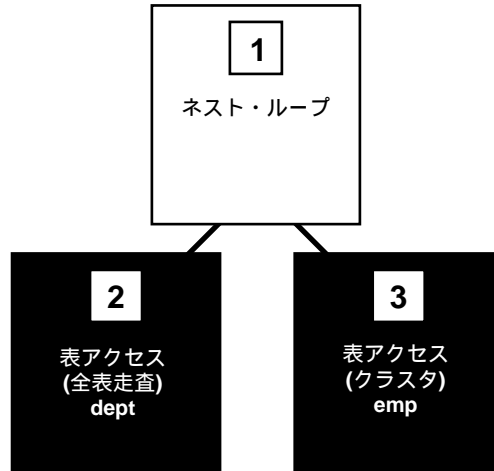 1
ネスト・ループ
2
表アクセス
(全表走査)
dept
3
表アクセス
(クラスタ)
emp